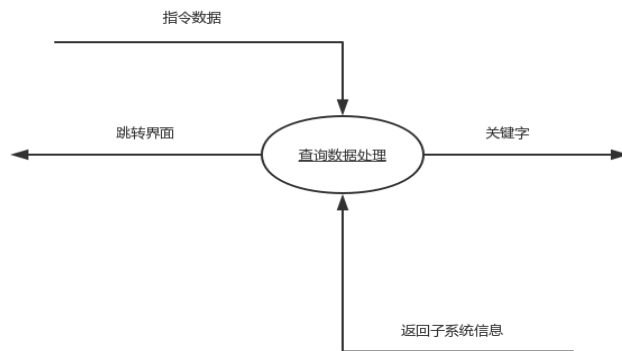 指令数据
跳转界面
查询数据处理
关键字
返回子系统信息